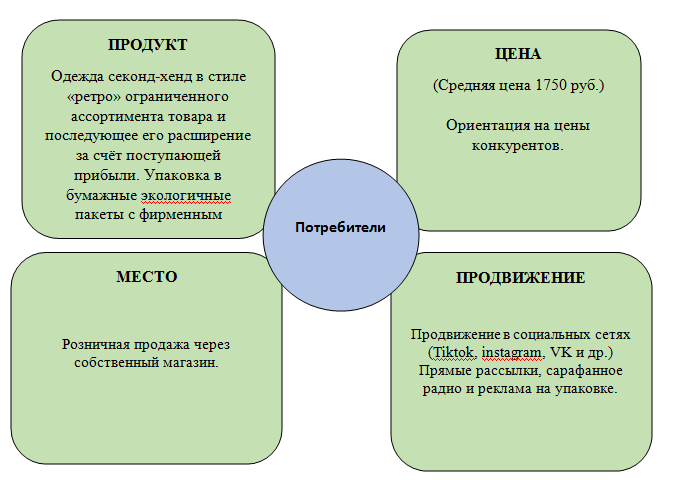 ПРОДУКТ
Одежда секонд-хенд в стиле
«ретро» ограниченного
ассортимента товара и
последующее его расширение
за счёт поступающей
прибыли. Упаковка в
бумажные экологичные
пакеты с фирменным
ЦЕНА
(Средняя цена 1750 руб.)
Ориентация на цены
конкурентов.
Потребители
МЕСТО
Розничная продажа через
собственный магазин.
ПРОДВИЖЕНИЕ
Продвижение в социальных сетях
(Tiktok, instagram, VK и др.)
Прямые рассылки, сарафанное
радио и реклама на упаковке.